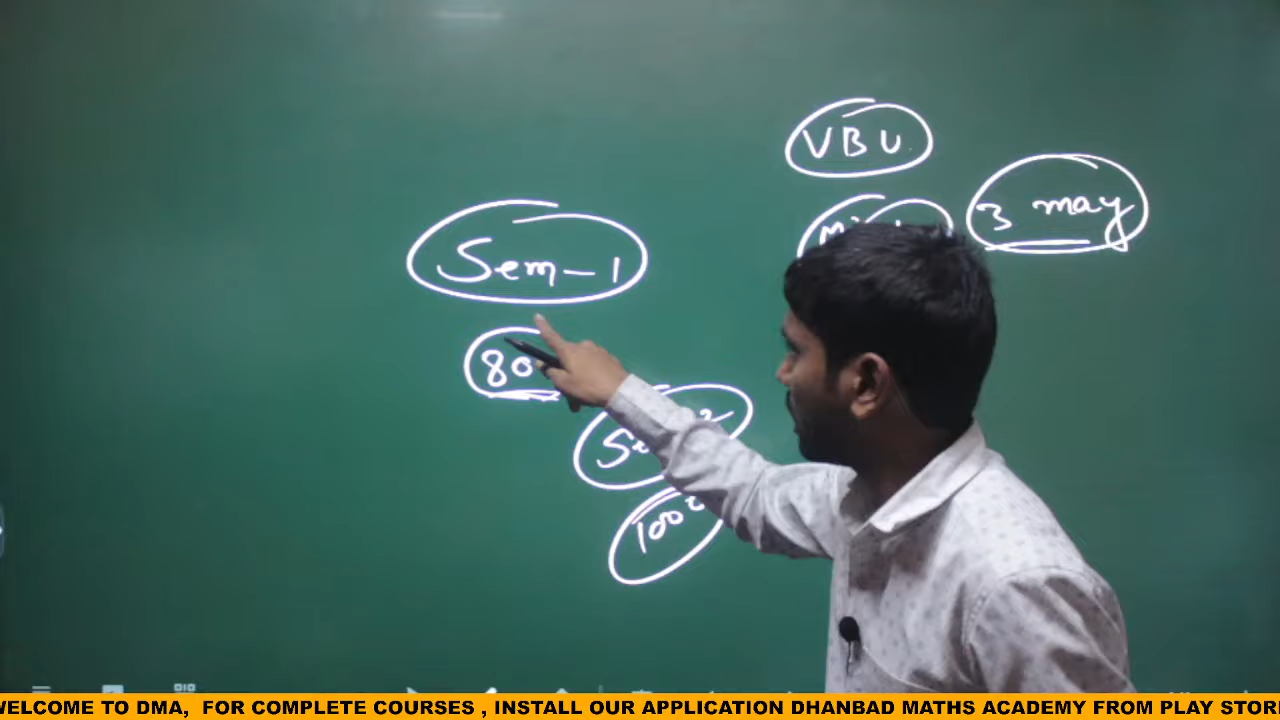 VBU
3 may
Sem-1
80
WELCOME TO DMA, FOR COMPLETE COURSES , INSTALL OUR APPLICATION DHANBAD MATHS ACADEMY FROM PLAY STOR